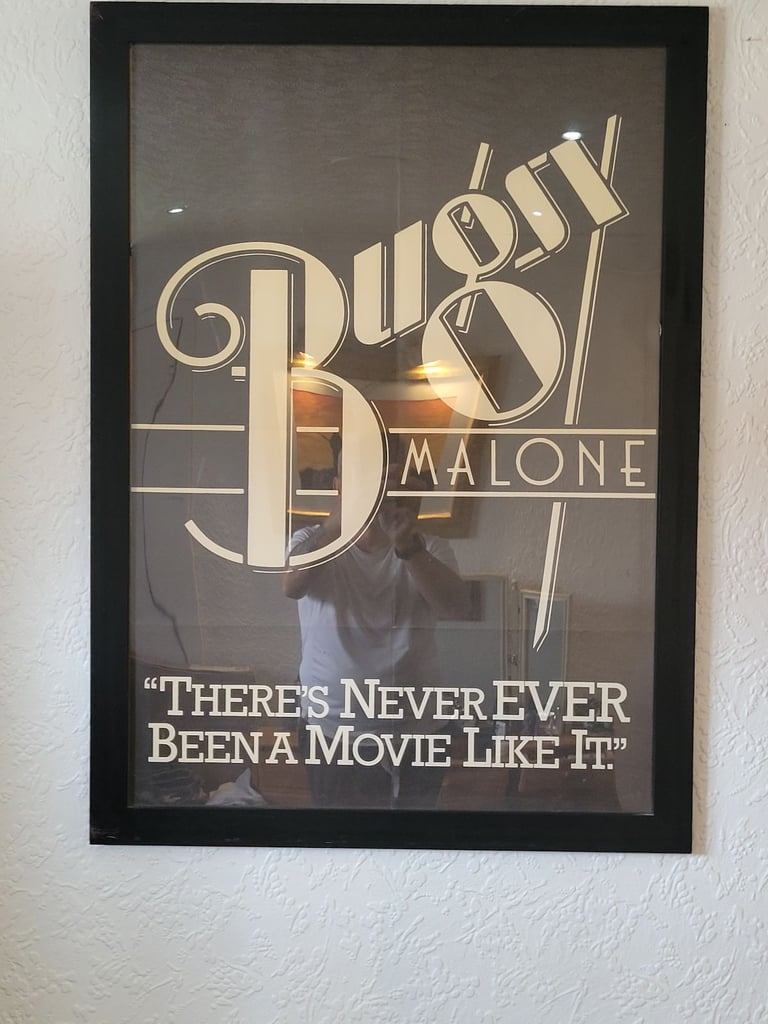 Bugsy
MALONE
“THERE'S NEVER EVER
BEEN A MOVIE LIKE IT.”